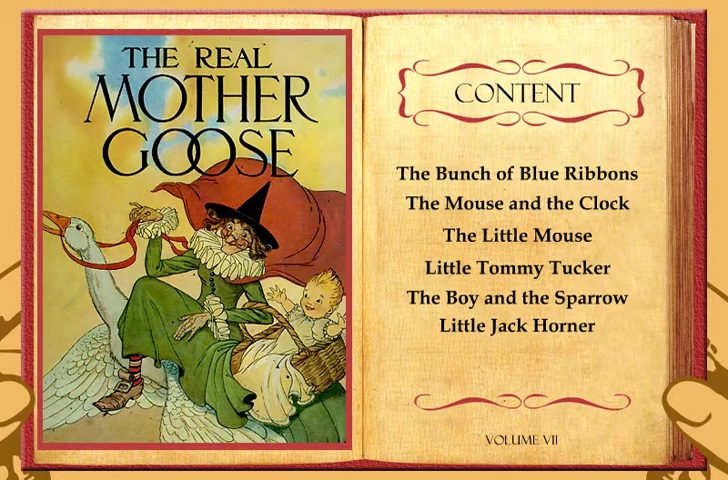 THE REAL
MOTHER
GOOSE
CONTENT
The Bunch of Blue Ribbons
The Mouse and the Clock
The Little Mouse
Little Tommy Tucker
The Boy and the Sparrow
Little Jack Horner
VOLUME VII